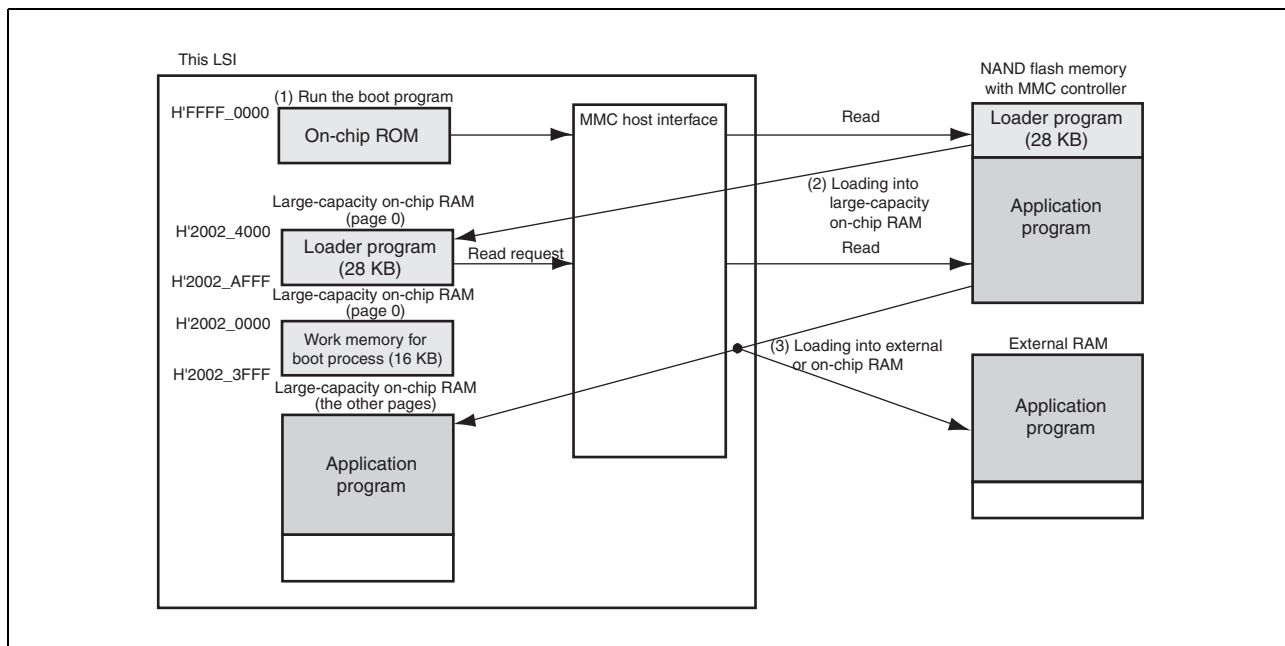 This LSI
(1) Run the boot program
H'FFFF_0000
On-chip ROM
MMC host interface
Read
NAND flash memory
with MMC controller
Loader program
(28 KB)
Application
program
(2) Loading into
large-capacity
on-chip RAM
Large-capacity on-chip RAM
(page 0)
H'2002_4000
Loader program
(28 KB)
Read request
Read
H'2002_AFFF
Large-capacity on-chip RAM
(page 0)
H'2002_0000
Work memory for
boot process (16 KB)
H'2002_3FFF
(3) Loading into external
or on-chip RAM
External RAM
Application
program
Large-capacity on-chip RAM
(the other pages)
Application
program